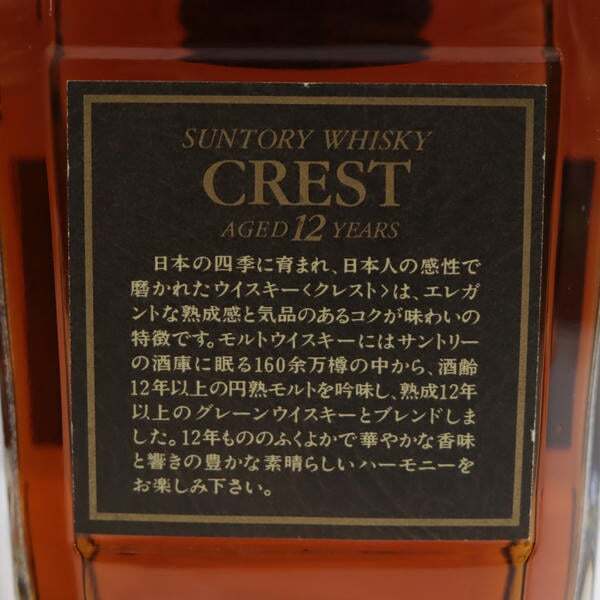 SUNTORY WHISKY
CREST
AGED 12 YEARS
日本の四季に育まれ、日本人の感性で
磨かれたウイスキー〈クレスト〉は、エレガ
ントな熟成感と気品のあるコクが味わいの
特徴です。モルトウイスキーにはサントリー
の酒庫に眠る160余万樽の中から、酒齢
12年以上の円熟モルトを吟味し、熟成12年
以上のグレーンウイスキーとブレンドしま
した。12年もののふくよかで華やかな香味
と響きの豊かな素晴らしいハーモニーを
お楽しみ下さい。